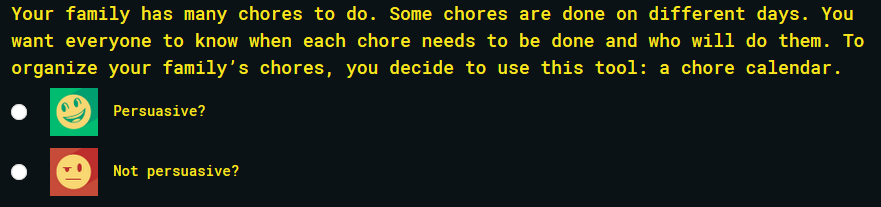 Your family has many chores to do. Some chores are done on different days. You
want everyone to know when each chore needs to be done and who will do them. To
organize your family’s chores, you decide to use this tool: a chore calendar.
Persuasive?
Not persuasive?